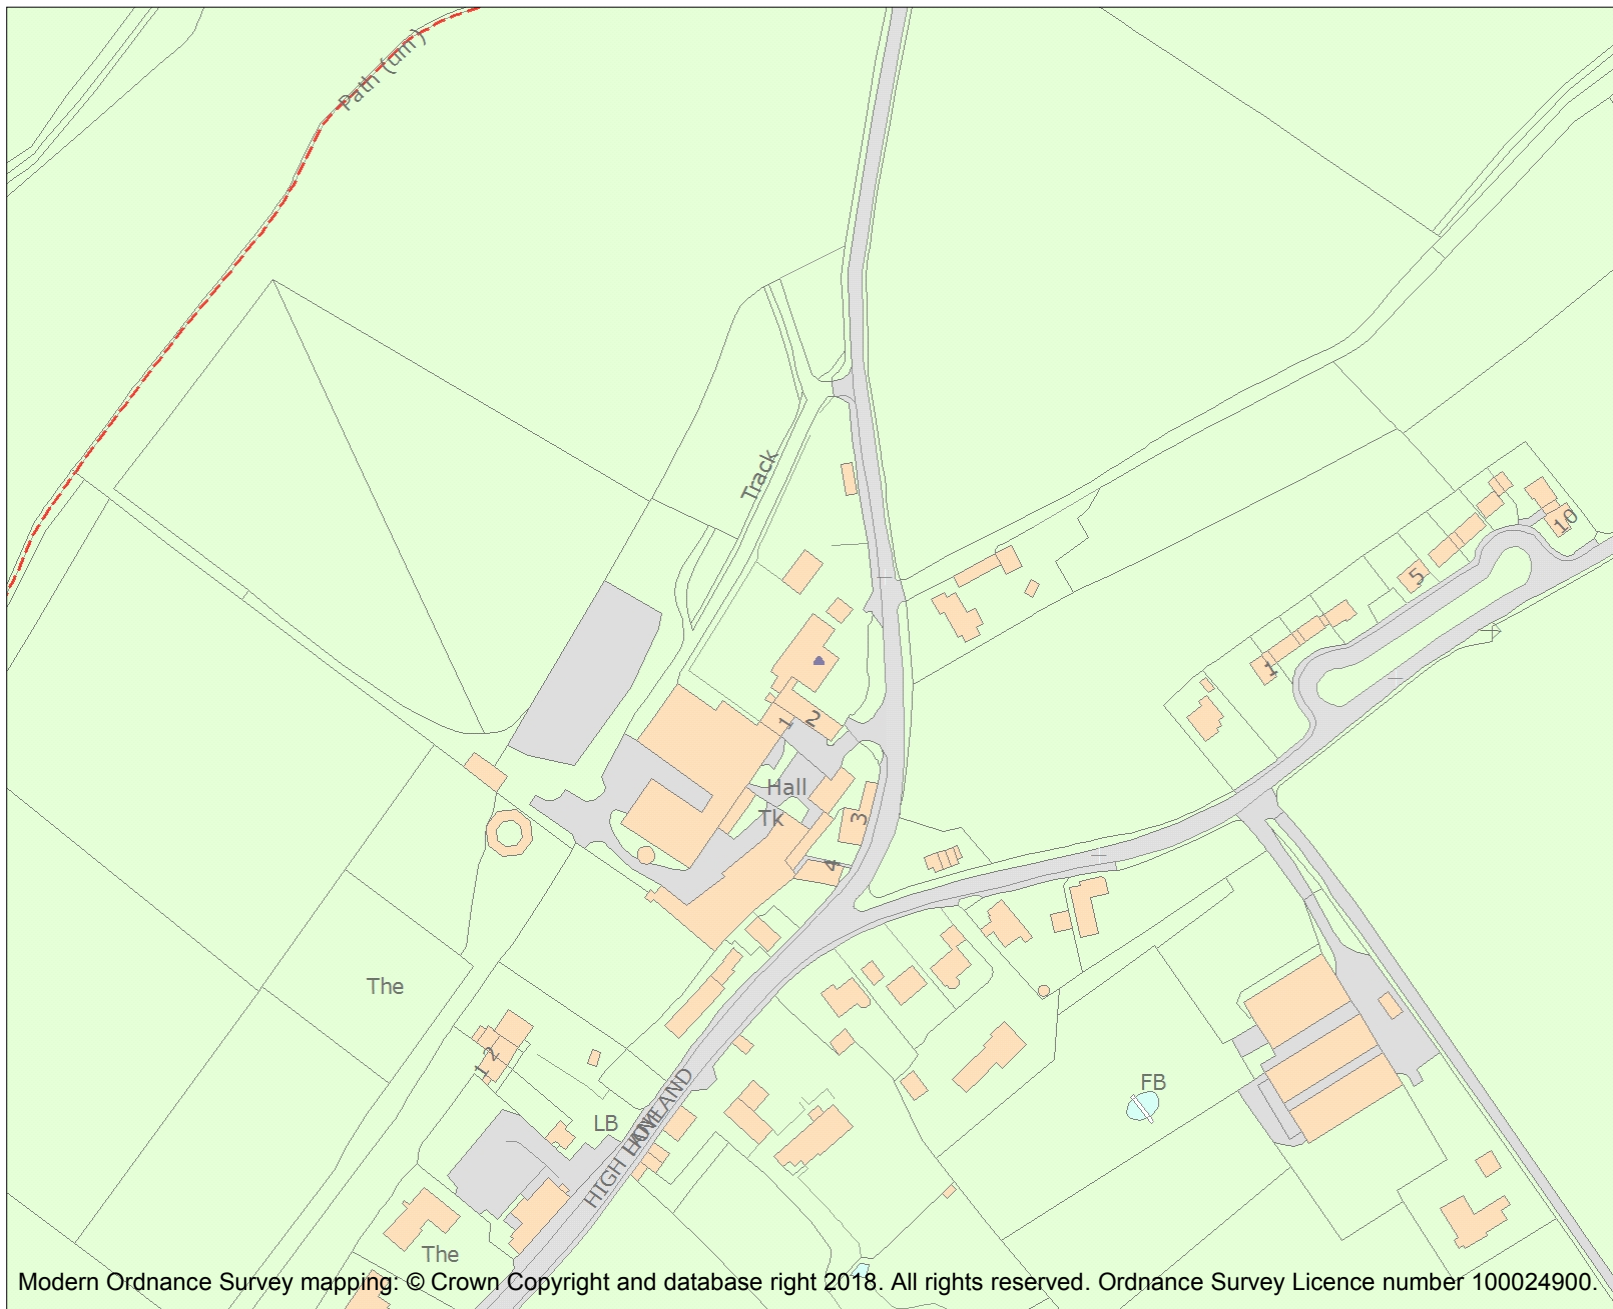 Path (um)
Track
10
5
1
2
1
Hall
Tk
3
4
The
2
1
FB
LB
HIGH LANE
The
Modern Ordnance Survey mapping: © Crown Copyright and database right 2018. All rights reserved. Ordnance Survey Licence number 100024900.